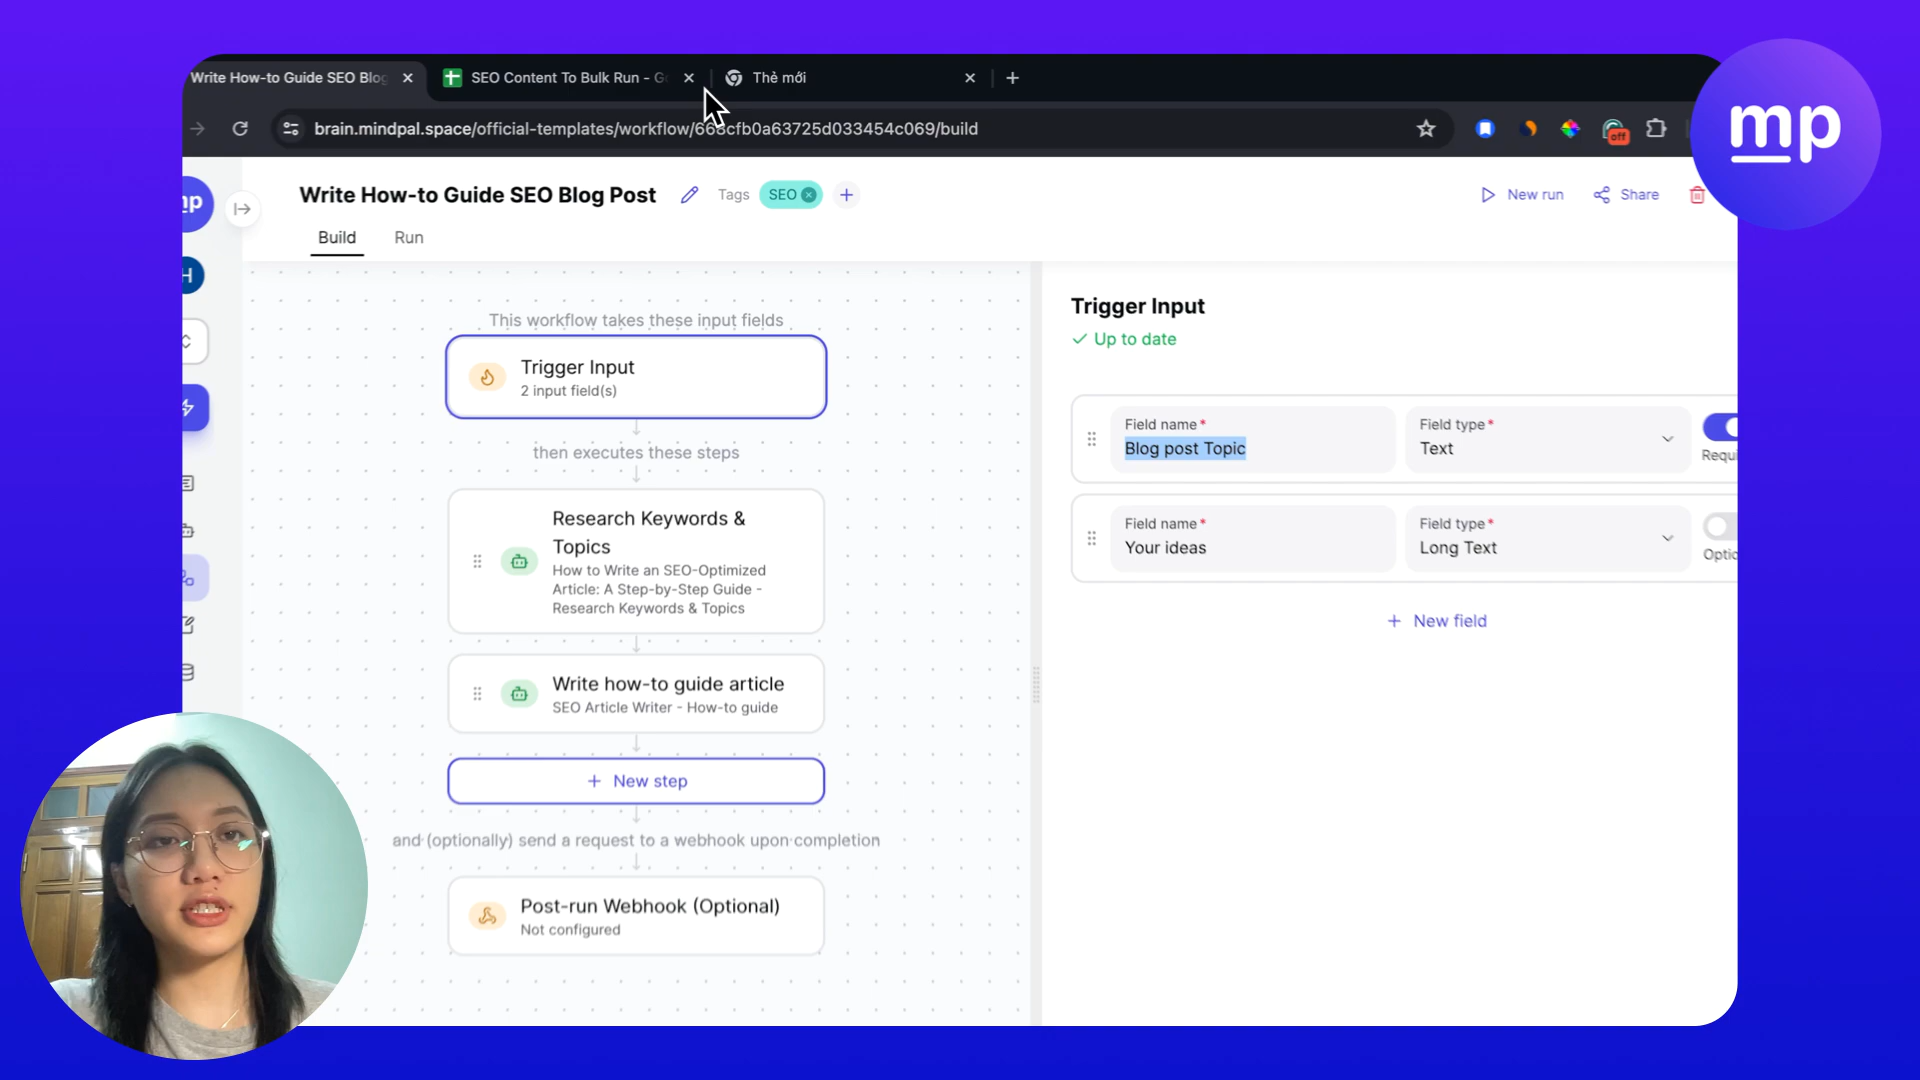 Write How-to Guide SEO Blog
SEO Content To Bulk Run - G
Thẻ mới
brain.mindpal.space/official-templates/workflow/668cfb0a63725d033454c069/build
off
mp
Write How-to Guide SEO Blog Post
Tags
SEO
New run
Share
Build
Run
H
This workflow takes these input fields
Trigger Input
2 input field(s)
then executes these steps
Research Keywords &
Topics
How to Write an SEO-Optimized
Article: A Step-by-Step Guide -
Research Keywords & Topics
Write how-to guide article
SEO Article Writer - How-to guide
+ New step
and (optionally) send a request to a webhook upon completion
Post-run Webhook (Optional)
Not configured
Trigger Input
Up to date
Field name*
Blog post Topic
Field type*
Text
Requi
Field name*
Your ideas
Field type*
Long Text
Optio
+ New field